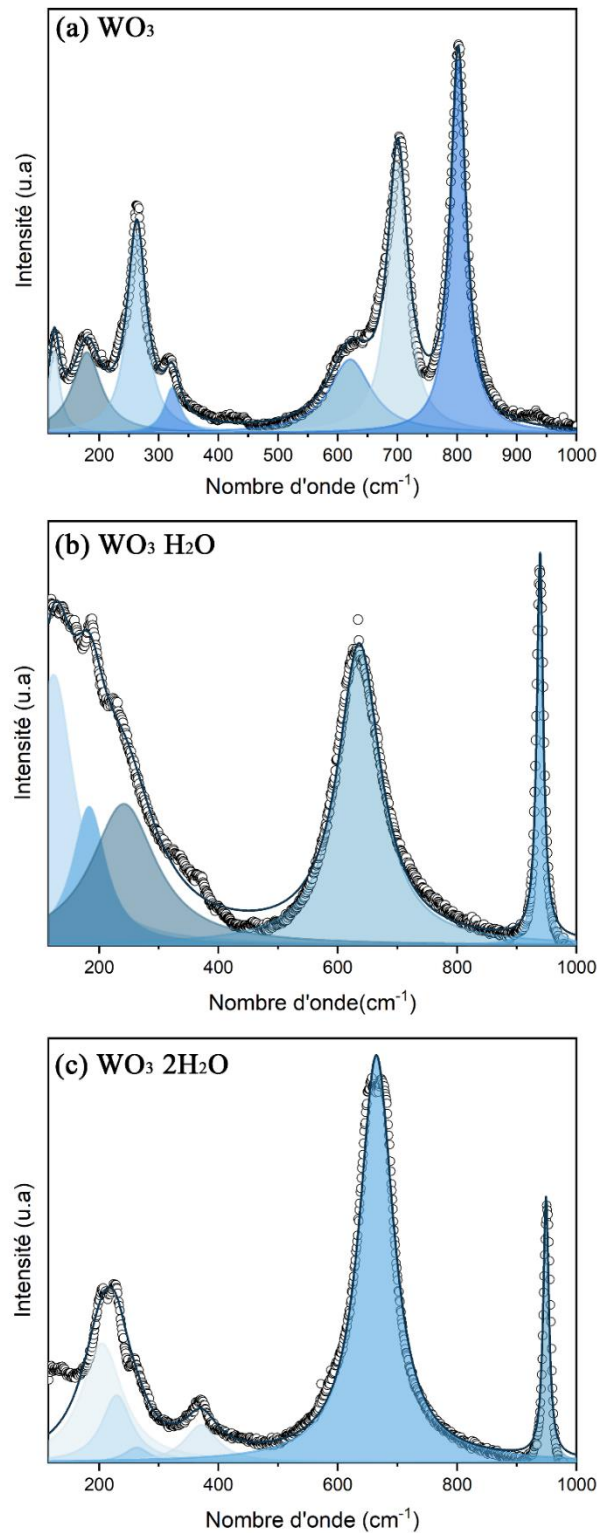 (a) WO₃
Intensité (u.a)
200 300 400 500 600 700 800 900 1000
Nombre d'onde (cm⁻¹)
(b) WO₃ H₂O
Intensité (u.a)
200 400 600 800 1000
Nombre d'onde(cm⁻¹)
(c) WO₃ 2H₂O
Intensité (u.a)
200 400 600 800 1000
Nombre d'onde (cm⁻¹)